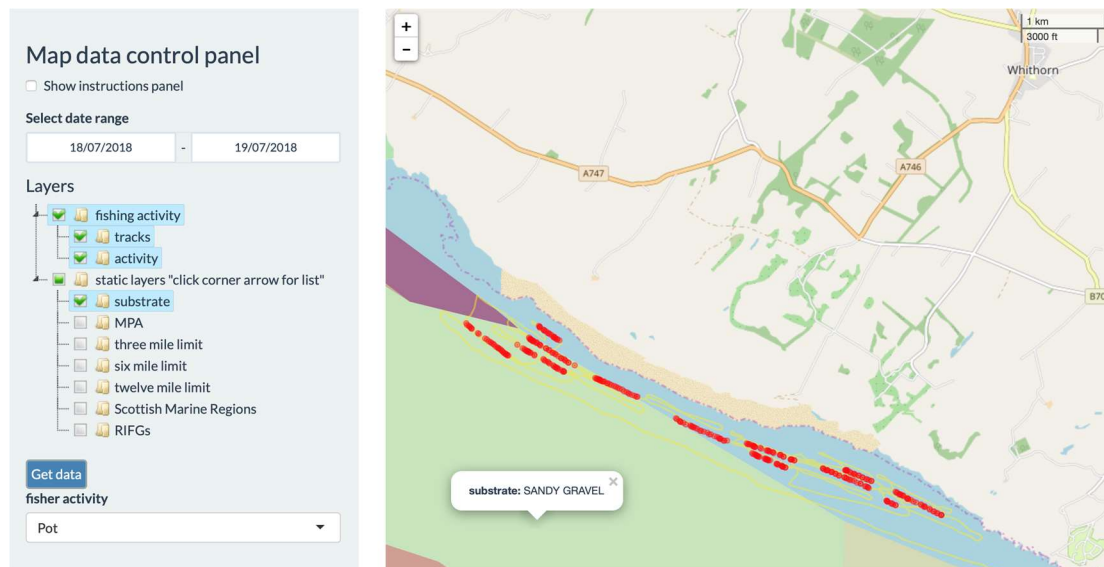 Map data control panel
Show instructions panel
Select date range
18/07/2018 - 19/07/2018
Layers
fishing activity
tracks
activity
static layers "click corner arrow for list"
substrate
MPA
three mile limit
six mile limit
twelve mile limit
Scottish Marine Regions
RIFGs
Get data
fisher activity
Pot
+
−
1 km
3000 ft
Whithorn
A747
A746
B70
substrate: SANDY GRAVEL ×